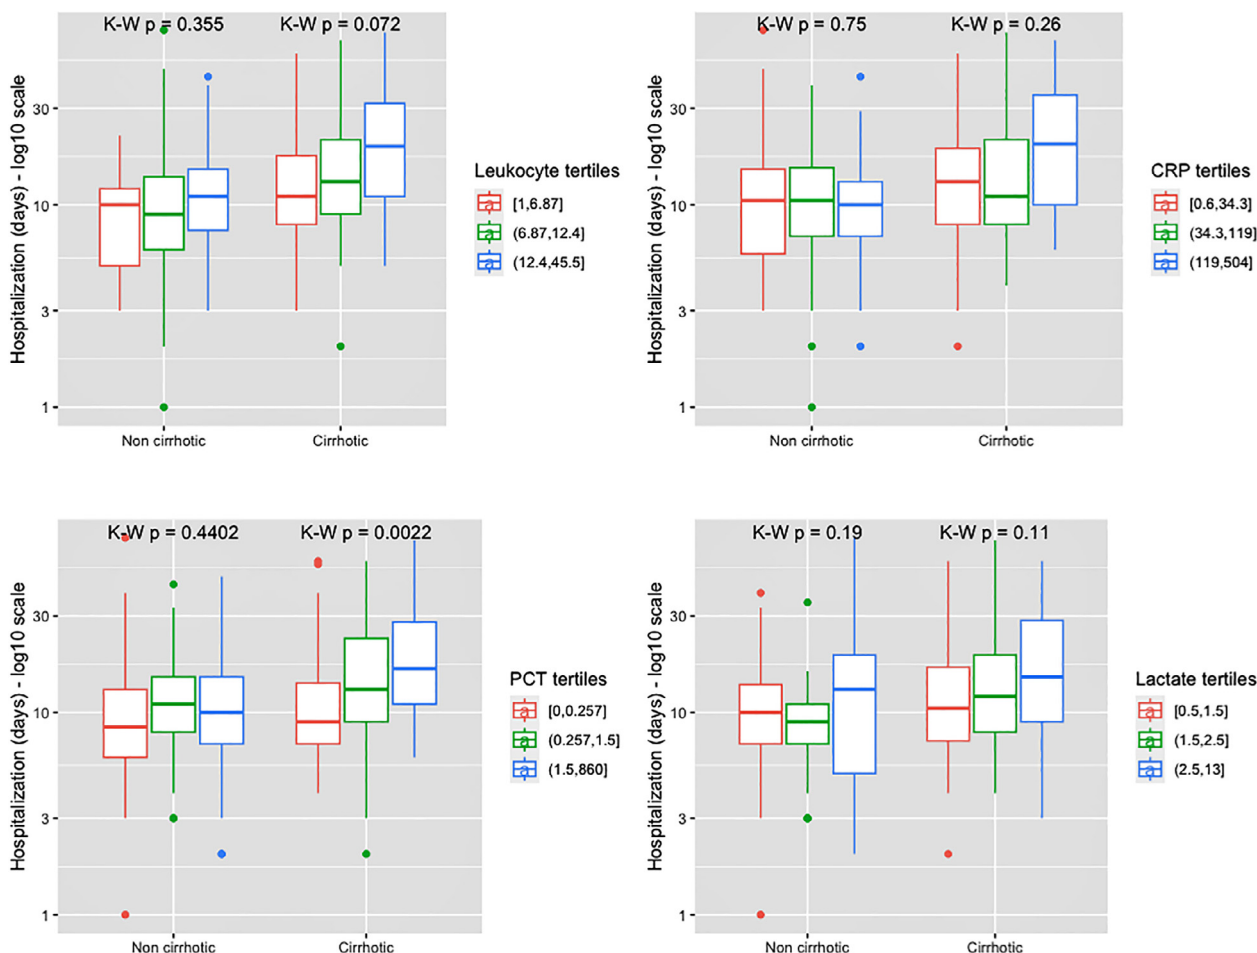 K-W p = 0.355
K-W p = 0.072
Hospitalization (days) - log10 scale
30
10
3
1
Non cirrhotic
Cirrhotic
Leukocyte tertiles
a [1,6.87]
a (6.87,12.4]
a (12.4,45.5]
K-W p = 0.75
K-W p = 0.26
Hospitalization (days) - log10 scale
30
10
3
1
Non cirrhotic
Cirrhotic
CRP tertiles
a [0.6,34.3]
a (34.3,119]
a (119,504]
K-W p = 0.4402
K-W p = 0.0022
Hospitalization (days) - log10 scale
30
10
3
1
Non cirrhotic
Cirrhotic
PCT tertiles
a [0,0.257]
a (0.257,1.5]
a (1.5,860]
K-W p = 0.19
K-W p = 0.11
Hospitalization (days) - log10 scale
30
10
3
1
Non cirrhotic
Cirrhotic
Lactate tertiles
a [0.5,1.5]
a (1.5,2.5]
a (2.5,13]